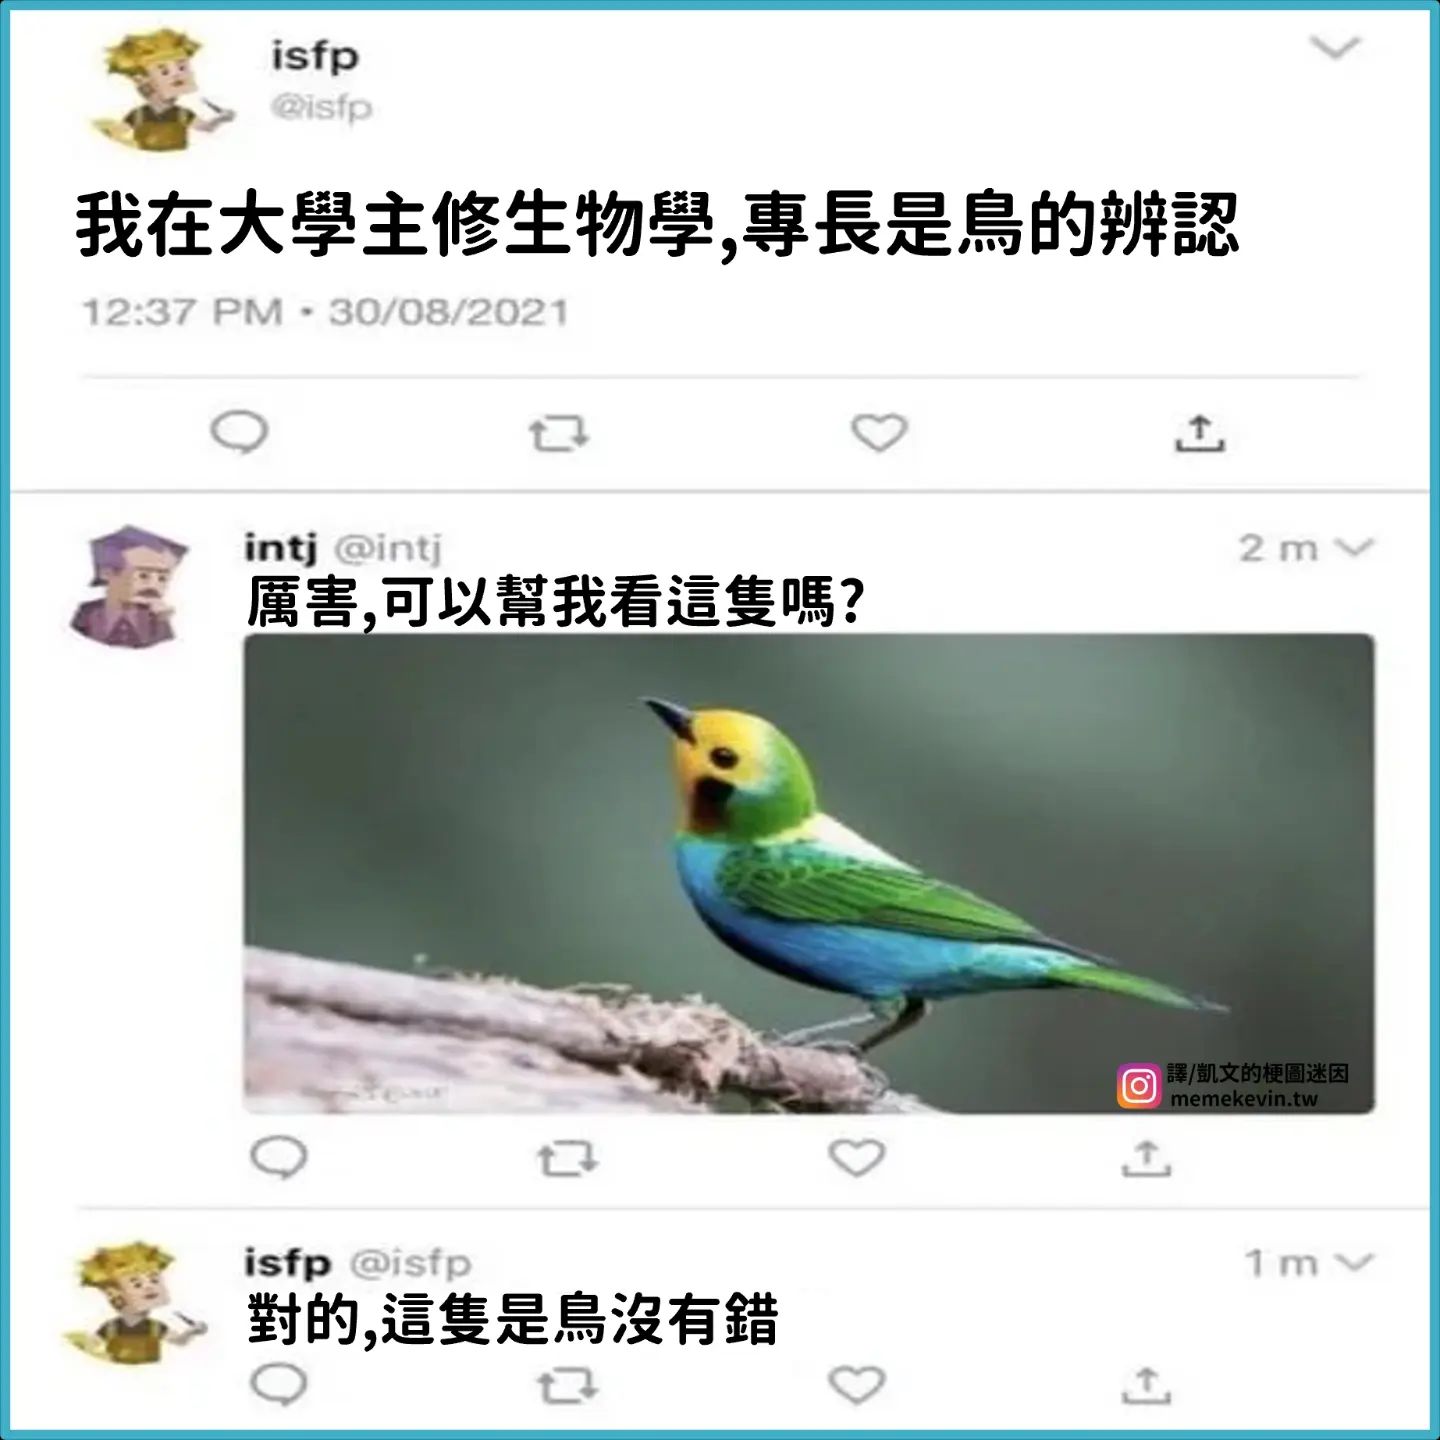 isfp
@isfp
我在大學主修生物學,專長是鳥的辨認
12:37 PM • 30/08/2021
intj @intj 2 m
厲害,可以幫我看這隻嗎?
譯/凱文的梗圖迷因
memekevin.tw
isfp @isfp 1 m
對的,這隻是鳥沒有錯